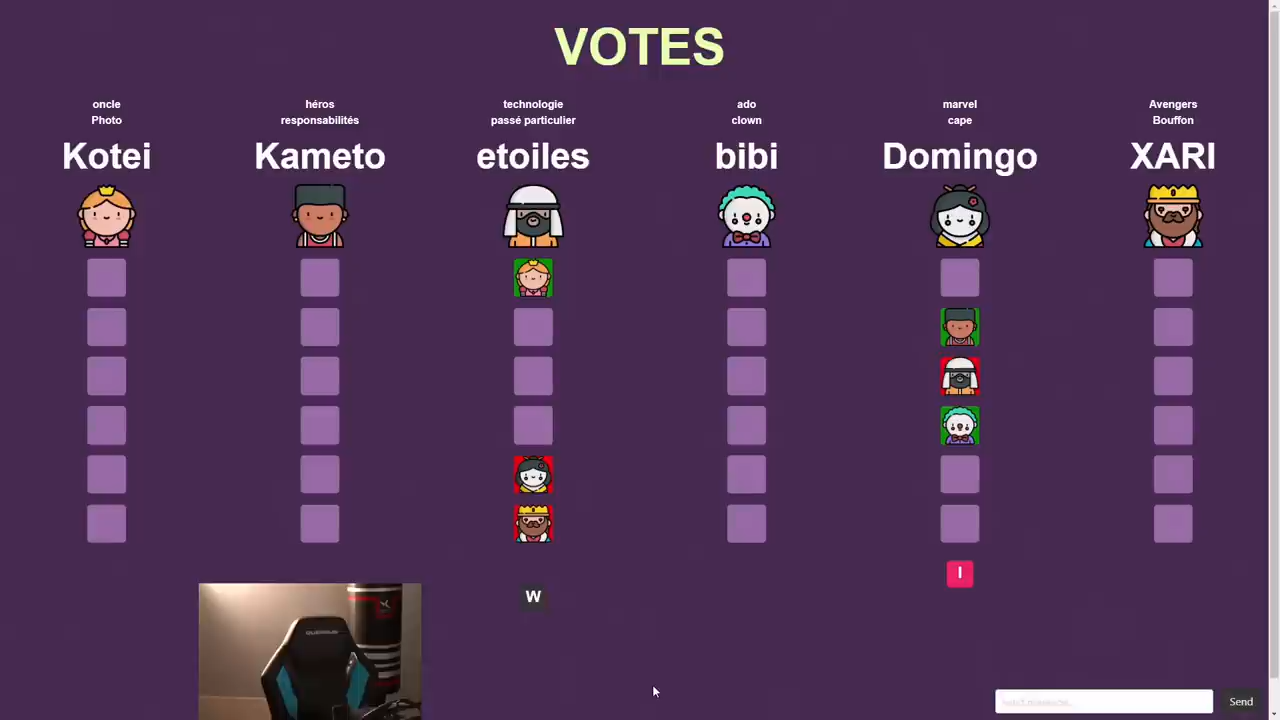 VOTES
oncle
Photo
Kotei
héros
responsabilités
Kameto
technologie
passé particulier
etoiles
ado
clown
bibi
marvel
cape
Domingo
Avengers
Bouffon
XARI
I
W
Send